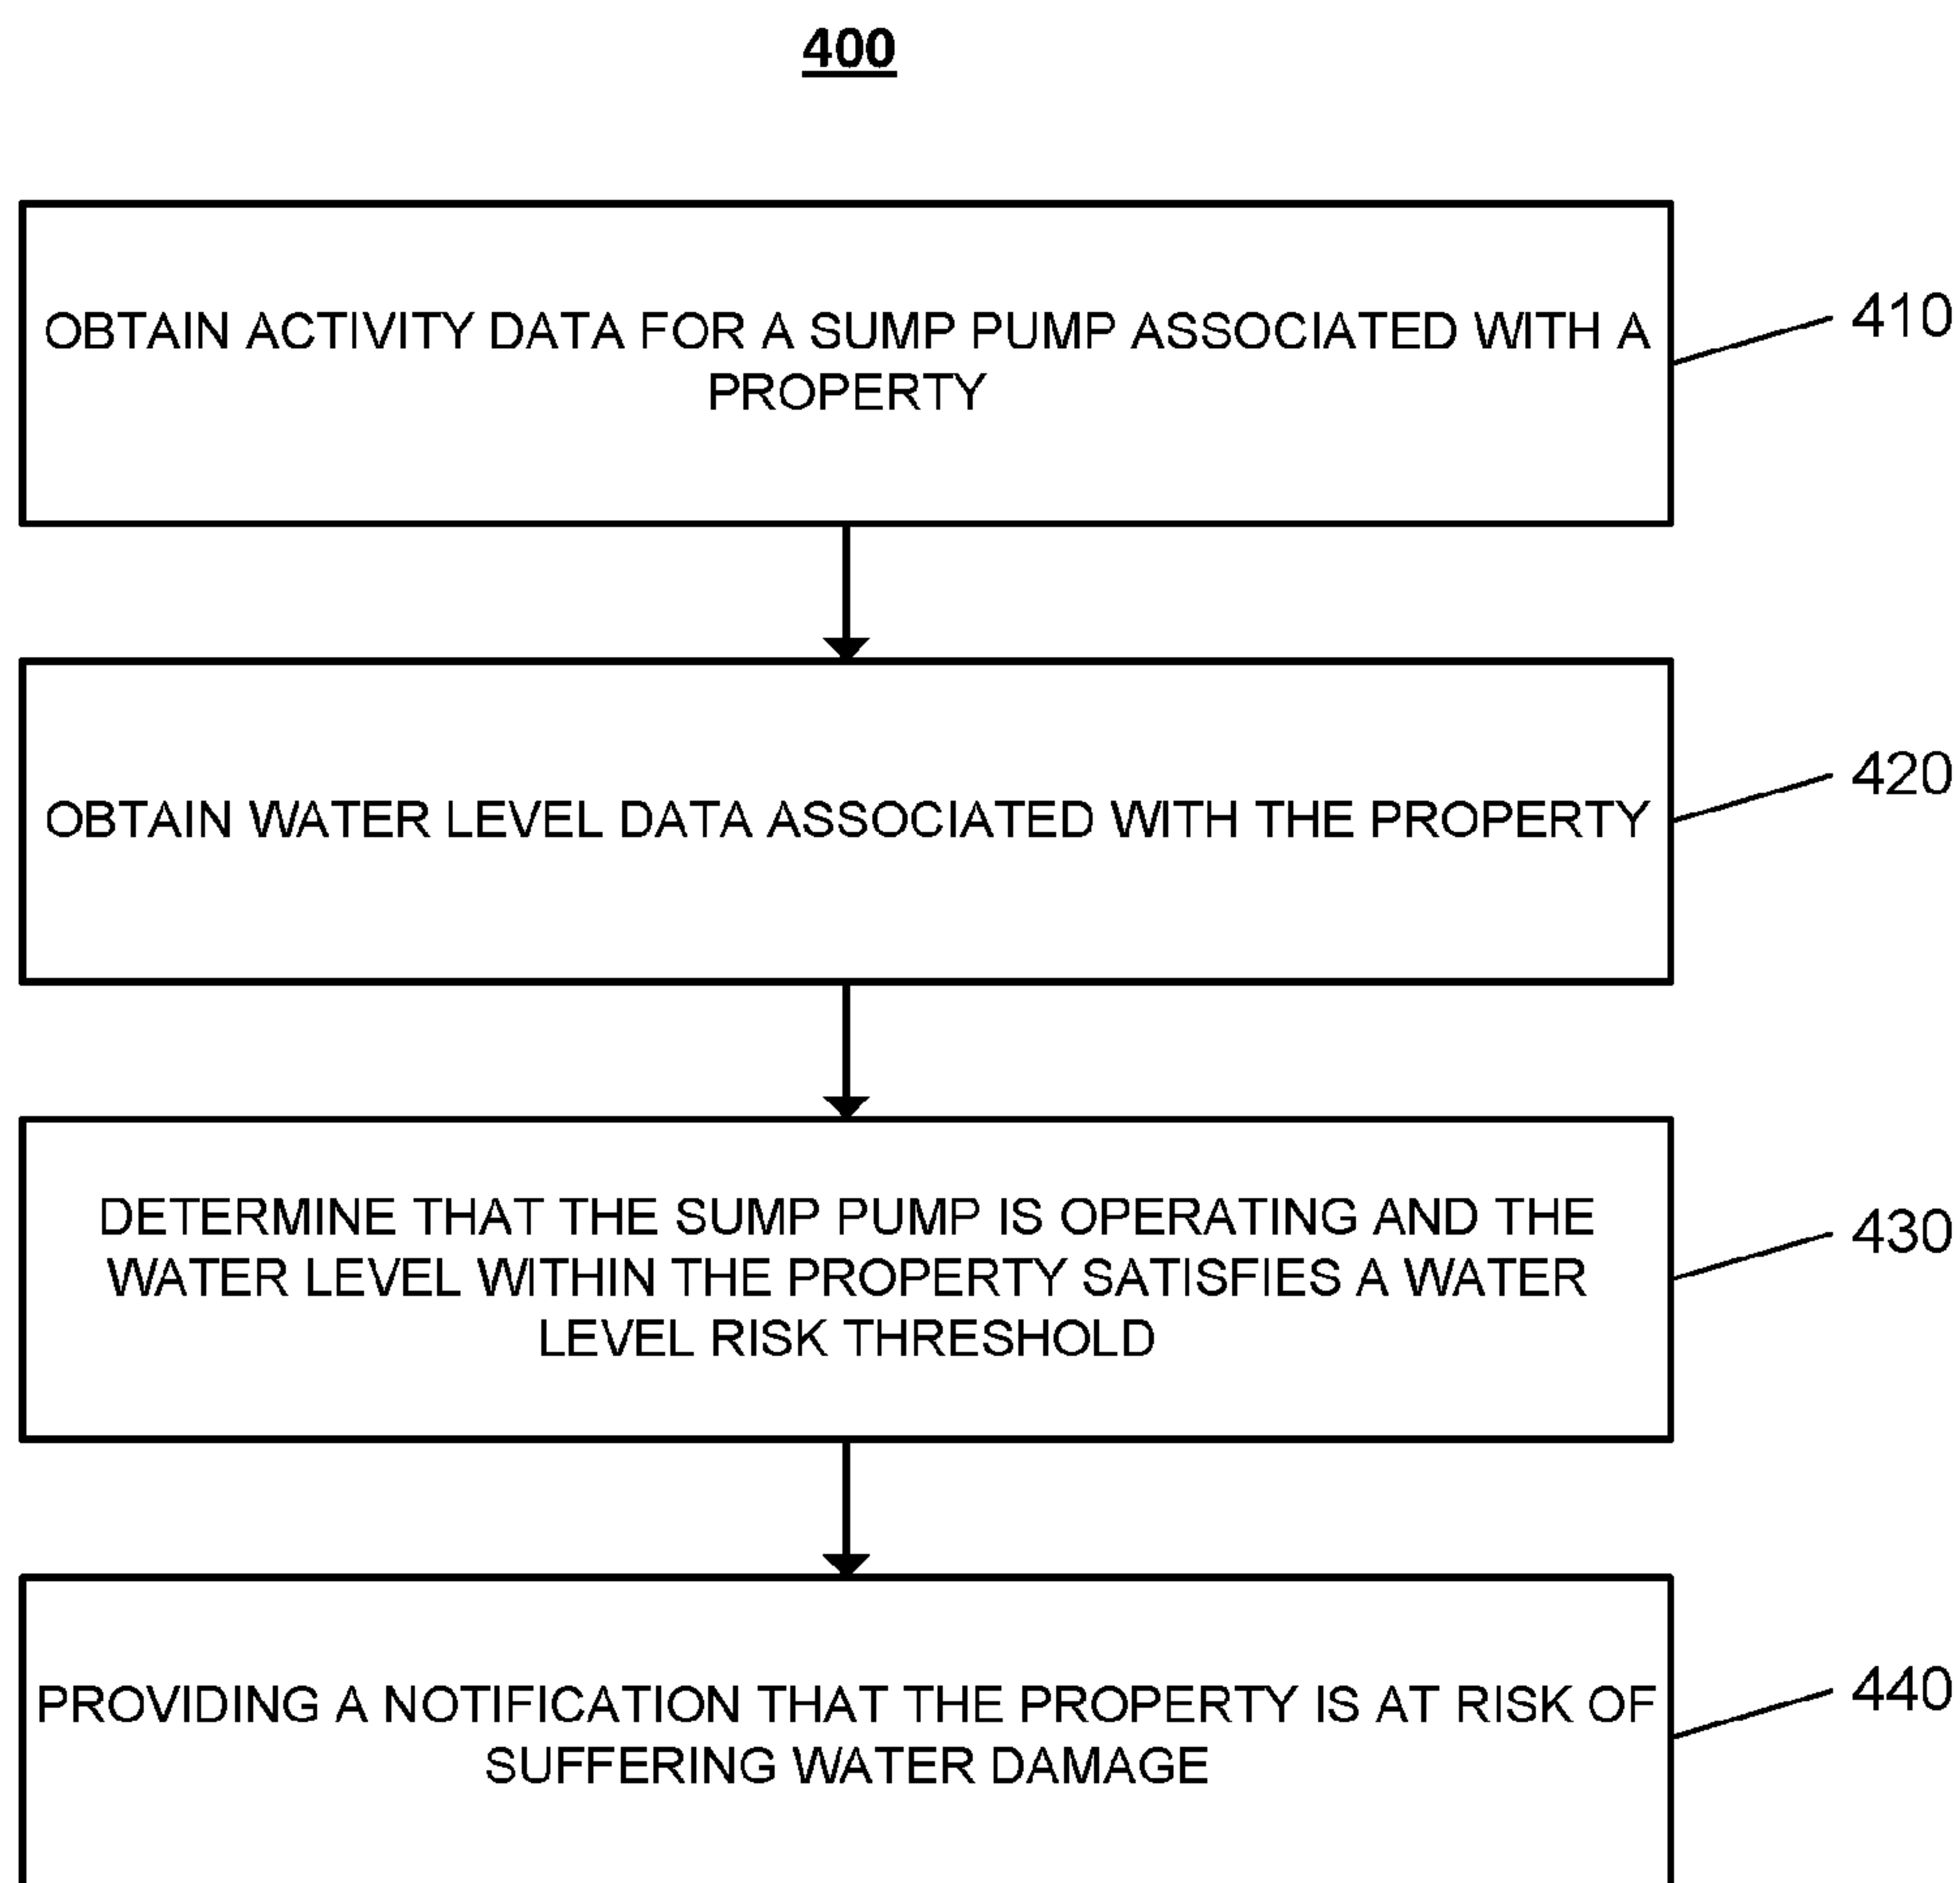 400
OBTAIN ACTIVITY DATA FOR A SUMP PUMP ASSOCIATED WITH A
PROPERTY
410
OBTAIN WATER LEVEL DATA ASSOCIATED WITH THE PROPERTY
420
DETERMINE THAT THE SUMP PUMP IS OPERATING AND THE
WATER LEVEL WITHIN THE PROPERTY SATISFIES A WATER
LEVEL RISK THRESHOLD
430
PROVIDING A NOTIFICATION THAT THE PROPERTY IS AT RISK OF
SUFFERING WATER DAMAGE
440